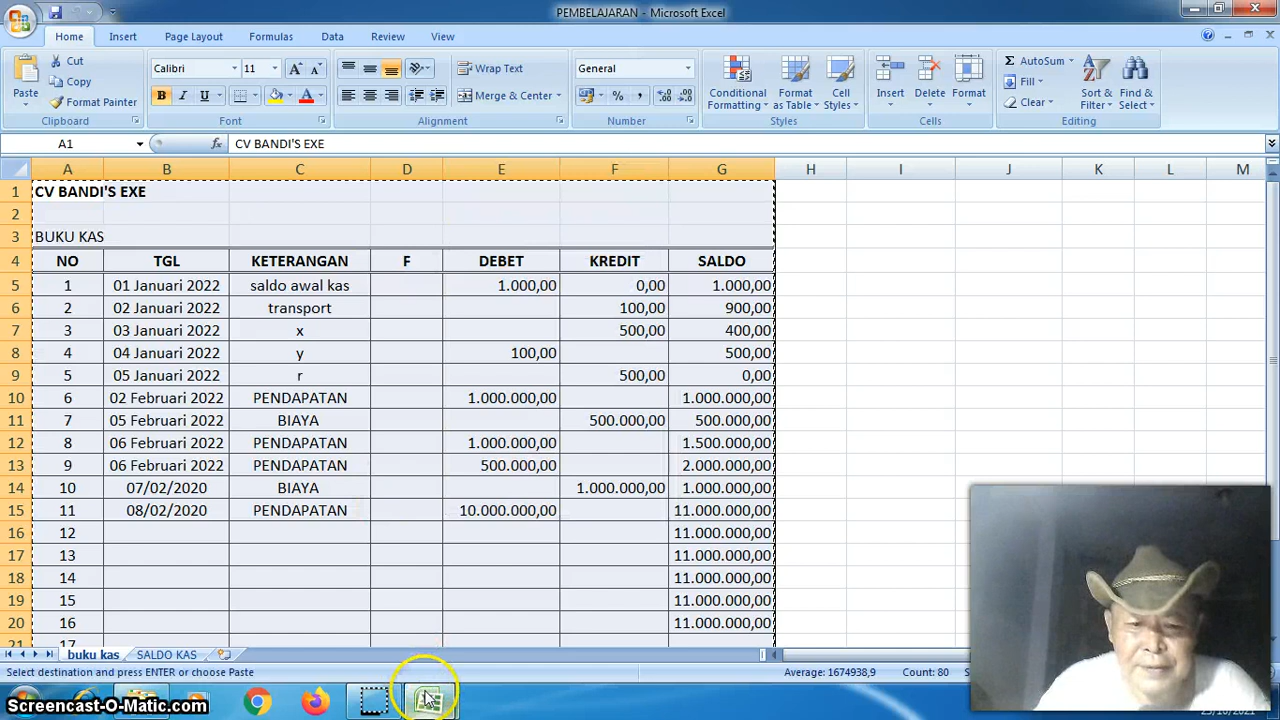 PEMBELAJARAN - Microsoft Excel
Home Insert Page Layout Formulas Data Review View
Cut
Copy
Format Painter
Paste
Clipboard
Calibri 11
B I U
Font
Wrap Text
Merge & Center
Alignment
General
Number
Conditional Formatting
Format as Table
Cell Styles
Styles
Insert Delete Format
Cells
Σ AutoSum
Fill
Clear
Sort & Filter
Find & Select
Editing
A1 fx CV BANDI'S EXE
A B C D E F G H I J K L M
1 CV BANDI'S EXE
2
3 BUKU KAS
4 NO TGL KETERANGAN F DEBET KREDIT SALDO
5 1 01 Januari 2022 saldo awal kas 1.000,00 0,00 1.000,00
6 2 02 Januari 2022 transport 100,00 900,00
7 3 03 Januari 2022 x 500,00 400,00
8 4 04 Januari 2022 y 100,00 500,00
9 5 05 Januari 2022 r 500,00 0,00
10 6 02 Februari 2022 PENDAPATAN 1.000.000,00 1.000.000,00
11 7 05 Februari 2022 BIAYA 500.000,00 500.000,00
12 8 06 Februari 2022 PENDAPATAN 1.000.000,00 1.500.000,00
13 9 06 Februari 2022 PENDAPATAN 500.000,00 2.000.000,00
14 10 07/02/2020 BIAYA 1.000.000,00 1.000.000,00
15 11 08/02/2020 PENDAPATAN 10.000.000,00 11.000.000,00
16 12 11.000.000,00
17 13 11.000.000,00
18 14 11.000.000,00
19 15 11.000.000,00
20 16 11.000.000,00
21 17
buku kas SALDO KAS
Select destination and press ENTER or choose Paste Average: 1674938,9 Count: 80
Screencast-O-Matic.com